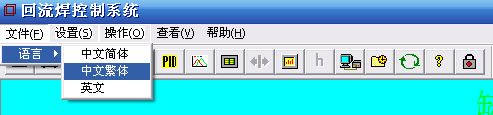 回流焊控制系统
文件(F) 设置(S) 操作(O) 查看(V) 帮助(H)
语言 中文简体
中文繁体
英文
PID h ?